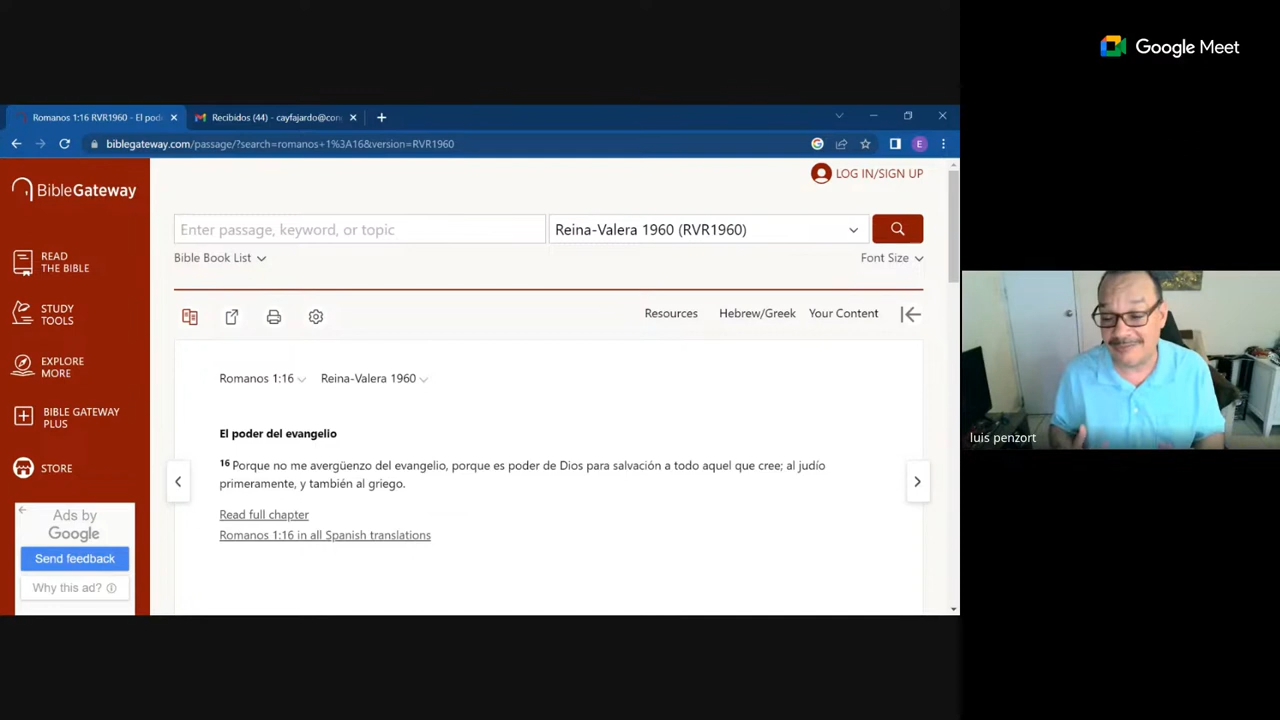 Google Meet
Romanos 1:16 RVR1960 - El pod
Recibidos (44) - cayfajardo@con
biblegateway.com/passage/?search=romanos+1%3A16&version=RVR1960
E
BibleGateway
LOG IN/SIGN UP
Enter passage, keyword, or topic
Reina-Valera 1960 (RVR1960)
Bible Book List
Font Size
READ
THE BIBLE
STUDY
TOOLS
EXPLORE
MORE
BIBLE GATEWAY
PLUS
STORE
Resources
Hebrew/Greek
Your Content
Romanos 1:16
Reina-Valera 1960
El poder del evangelio
16 Porque no me avergüenzo del evangelio, porque es poder de Dios para salvación a todo aquel que cree; al judío
primeramente, y también al griego.
Read full chapter
Romanos 1:16 in all Spanish translations
Ads by
Google
Send feedback
Why this ad?
luis penzort